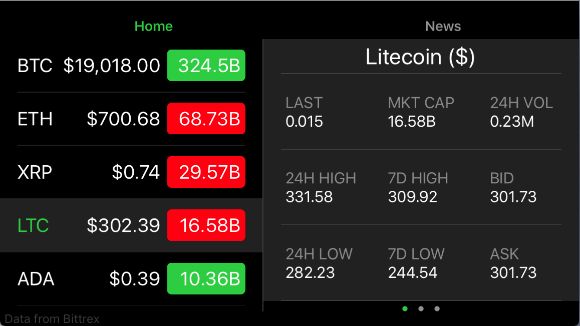 Home News
BTC $19,018.00 324.5B
ETH $700.68 68.73B
XRP $0.74 29.57B
LTC $302.39 16.58B
ADA $0.39 10.36B
Data from Bittrex
Litecoin ($)
LAST MKT CAP 24H VOL
0.015 16.58B 0.23M
24H HIGH 7D HIGH BID
331.58 309.92 301.73
24H LOW 7D LOW ASK
282.23 244.54 301.73